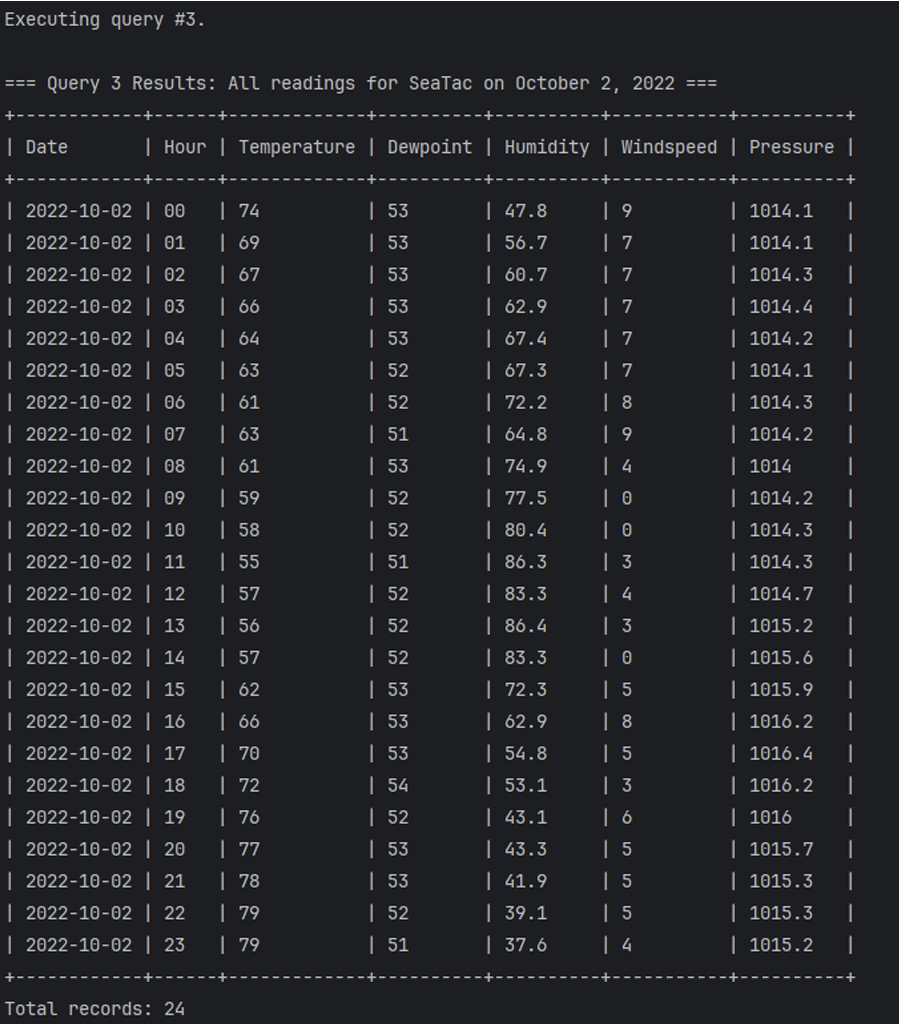 Executing query #3.
=== Query 3 Results: All readings for SeaTac on October 2, 2022 ===
+------------+------+-------------+----------+----------+-----------+----------+
| Date       | Hour | Temperature | Dewpoint | Humidity | Windspeed | Pressure |
+------------+------+-------------+----------+----------+-----------+----------+
| 2022-10-02 | 00   | 74          | 53       | 47.8     | 9         | 1014.1   |
| 2022-10-02 | 01   | 69          | 53       | 56.7     | 7         | 1014.1   |
| 2022-10-02 | 02   | 67          | 53       | 60.7     | 7         | 1014.3   |
| 2022-10-02 | 03   | 66          | 53       | 62.9     | 7         | 1014.4   |
| 2022-10-02 | 04   | 64          | 53       | 67.4     | 7         | 1014.2   |
| 2022-10-02 | 05   | 63          | 52       | 67.3     | 7         | 1014.1   |
| 2022-10-02 | 06   | 61          | 52       | 72.2     | 8         | 1014.3   |
| 2022-10-02 | 07   | 63          | 51       | 64.8     | 9         | 1014.2   |
| 2022-10-02 | 08   | 61          | 53       | 74.9     | 4         | 1014     |
| 2022-10-02 | 09   | 59          | 52       | 77.5     | 0         | 1014.2   |
| 2022-10-02 | 10   | 58          | 52       | 80.4     | 0         | 1014.3   |
| 2022-10-02 | 11   | 55          | 51       | 86.3     | 3         | 1014.3   |
| 2022-10-02 | 12   | 57          | 52       | 83.3     | 4         | 1014.7   |
| 2022-10-02 | 13   | 56          | 52       | 86.4     | 3         | 1015.2   |
| 2022-10-02 | 14   | 57          | 52       | 83.3     | 0         | 1015.6   |
| 2022-10-02 | 15   | 62          | 53       | 72.3     | 5         | 1015.9   |
| 2022-10-02 | 16   | 66          | 53       | 62.9     | 8         | 1016.2   |
| 2022-10-02 | 17   | 70          | 53       | 54.8     | 5         | 1016.4   |
| 2022-10-02 | 18   | 72          | 54       | 53.1     | 3         | 1016.2   |
| 2022-10-02 | 19   | 76          | 52       | 43.1     | 6         | 1016     |
| 2022-10-02 | 20   | 77          | 53       | 43.3     | 5         | 1015.7   |
| 2022-10-02 | 21   | 78          | 53       | 41.9     | 5         | 1015.3   |
| 2022-10-02 | 22   | 79          | 52       | 39.1     | 5         | 1015.3   |
| 2022-10-02 | 23   | 79          | 51       | 37.6     | 4         | 1015.2   |
+------------+------+-------------+----------+----------+-----------+----------+
Total records: 24